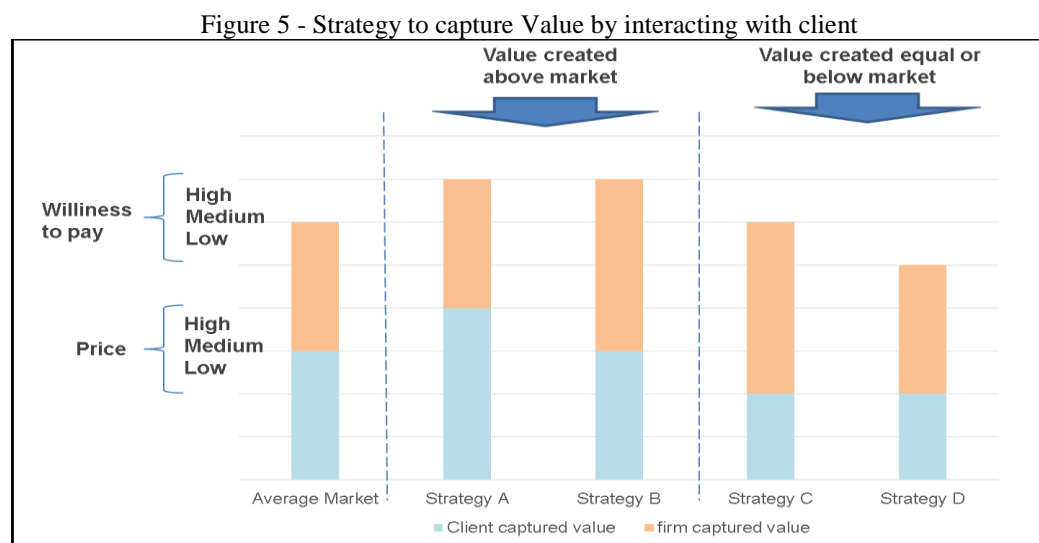 Figure 5 - Strategy to capture Value by interacting with client
Value created
above market
Value created equal or
below market
Williness
to pay
High
Medium
Low
Price
High
Medium
Low
Average Market
Strategy A
Strategy B
Strategy C
Strategy D
Client captured value
firm captured value